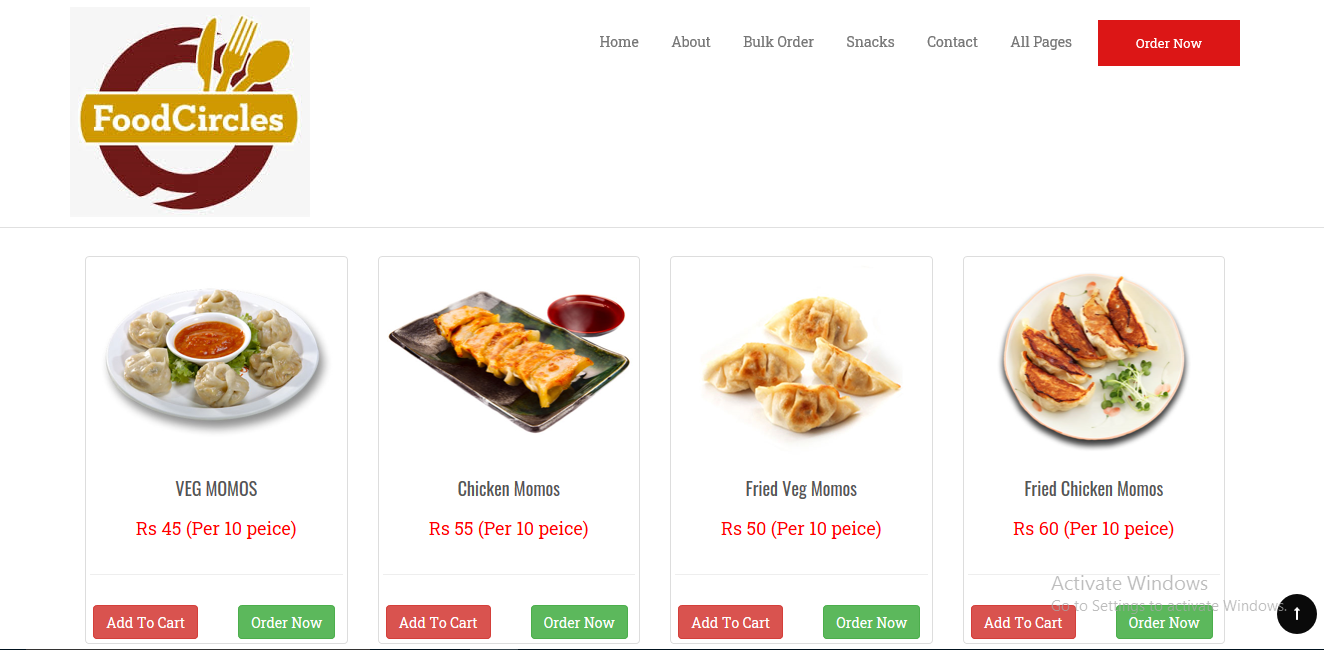 FoodCircles
Home About Bulk Order Snacks Contact All Pages Order Now
VEG MOMOS Chicken Momos Fried Veg Momos Fried Chicken Momos
Rs 45 (Per 10 peice) Rs 55 (Per 10 peice) Rs 50 (Per 10 peice) Rs 60 (Per 10 peice)
Activate Windows
Go to Settings to activate Windows.
Add To Cart Order Now Add To Cart Order Now Add To Cart Order Now Add To Cart Order Now